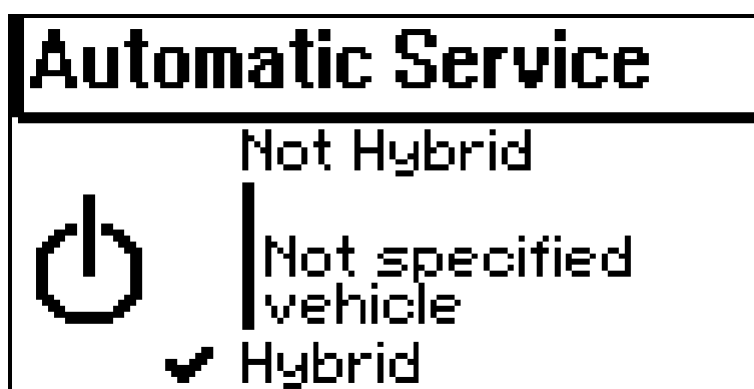 Automatic Service
Not Hybrid
Not specified
vehicle
Hybrid